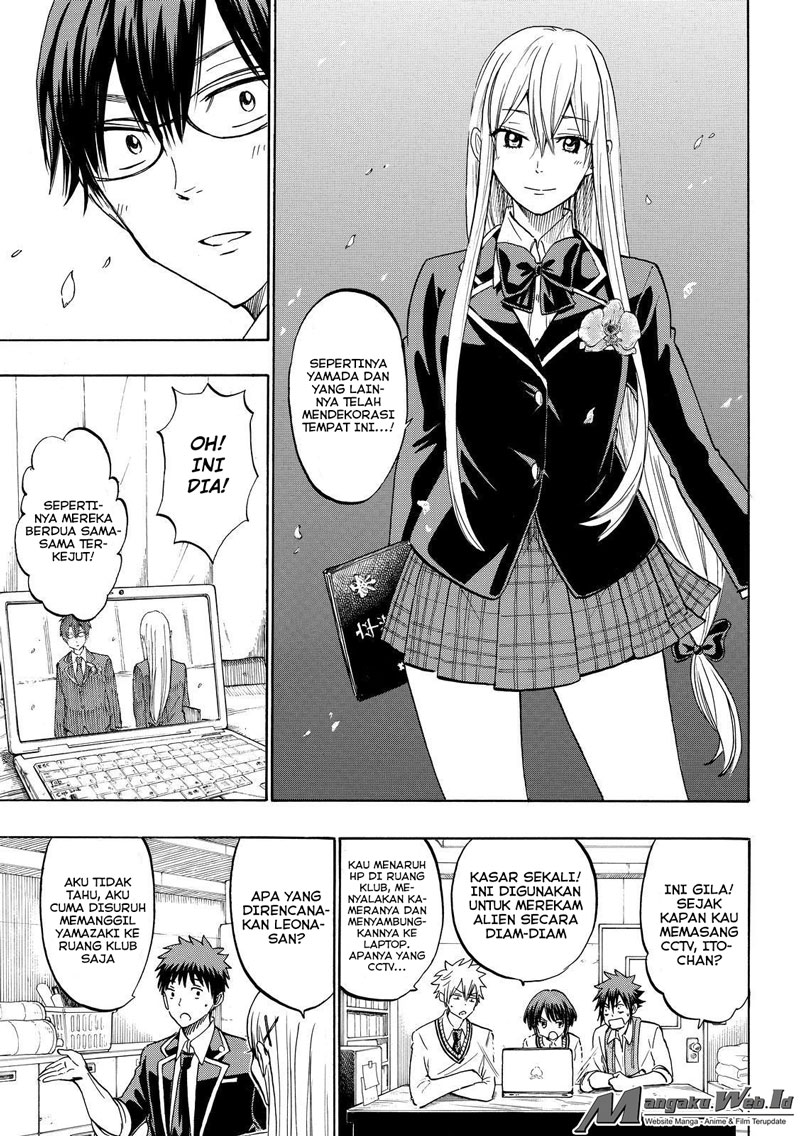 SEPERTINYA
YAMADA DAN
YANG LAIN-
NYA TELAH
MENDEKORASI
TEMPAT INI...!
OH!
INI
DIA!
SEPERTI-
NYA MEREKA
BERDUA SAMA-
SAMA TER-
KEJUT!
INI GILA!
SEJAK
KAPAN KAU
MEMASANG
CCTV, ITO-
CHAN?
KASAR SEKALI!
INI DIGUNAKAN
UNTUK MEREKAM
ALIEN SECARA
DIAM-DIAM
KAU MENARUH
HP DI RUANG
KLUB, ME-
NYALAKAN KA-
MERANYA DAN
MENYAMBUNG-
KANNYA KE
LAPTOP.
APANYA YANG
CCTV...
APA YANG
DIRENCANA-
KAN LEONA-
SAN?
AKU TIDAK
TAHU, AKU
CUMA DISURUH
MEMANGGIL
YAMAZAKI KE
RUANG KLUB
SAJA
Mangaku.Web.Id
Website Manga - Anime & Film Terupdate